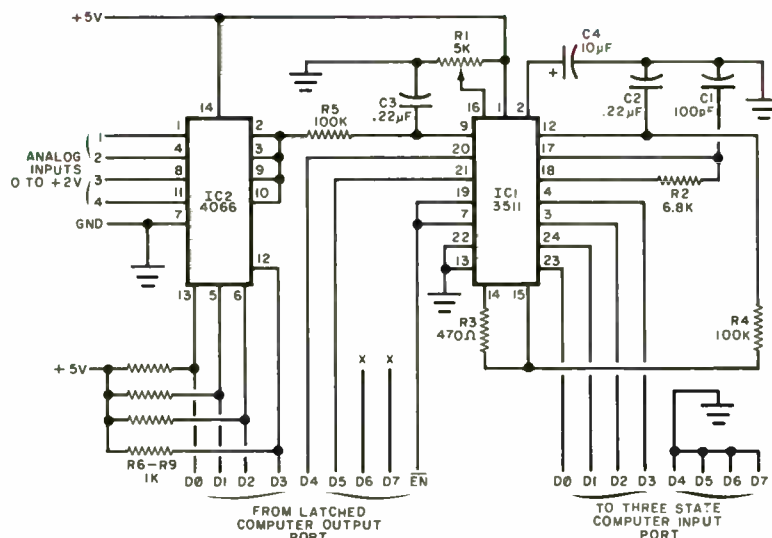 +5V
R1
5K
C4
10µF
+
14
C3
.22µF
16
1
2
C2
.22µF
C1
100pF
R5
100K
1
4
8
11
7
ANALOG
INPUTS
0 TO +2V
1
2
3
4
GND
2
3
9
10
12
IC2
4066
13
5
6
9
20
21
19
7
22
13
IC1
3511
12
17
18
4
3
24
23
14
15
R2
6.8K
R3
470Ω
R4
100K
+5V
R6-R9
1K
X
X
D0
D1
D2
D3
D4
D5
D6
D7
EN
D0
D1
D2
D3
D4
D5
D6
D7
FROM LATCHED
COMPUTER OUTPUT
PORT
TO THREE STATE
COMPUTER INPUT
PORT